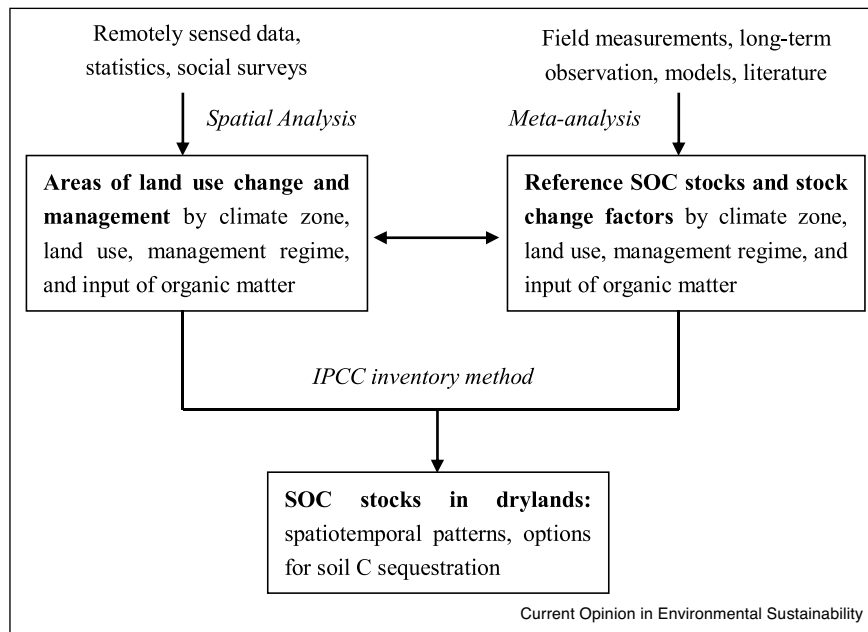 Remotely sensed data,
statistics, social surveys
Field measurements, long-term
observation, models, literature
Spatial Analysis
Meta-analysis
Areas of land use change and
management by climate zone,
land use, management regime,
and input of organic matter
Reference SOC stocks and stock
change factors by climate zone,
land use, management regime, and
input of organic matter
IPCC inventory method
SOC stocks in drylands:
spatiotemporal patterns, options
for soil C sequestration
Current Opinion in Environmental Sustainability